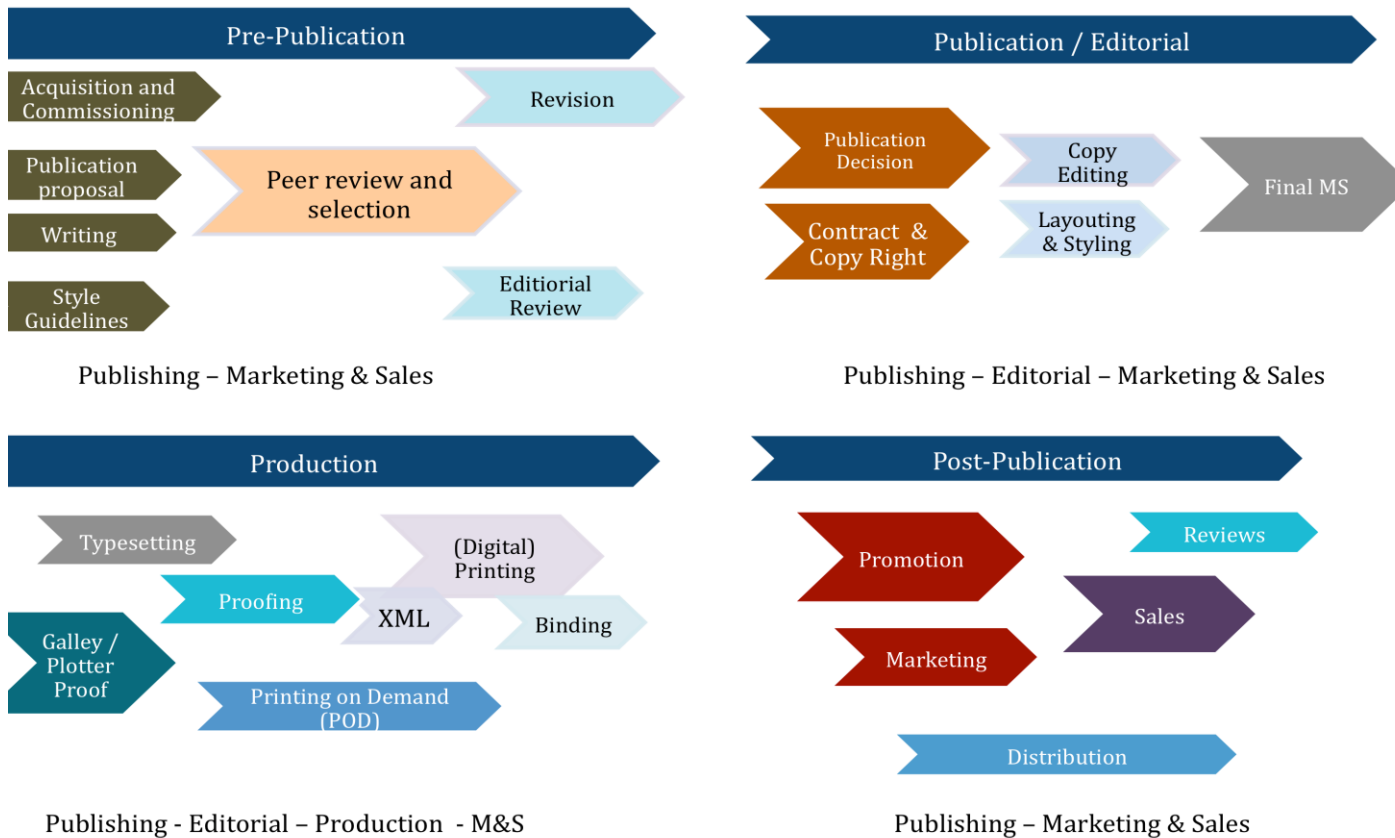 Pre-Publication
Acquisition and
Commissioning
Publication
proposal
Writing
Style
Guidelines
Peer review and
selection
Revision
Editiorial
Review
Publishing – Marketing & Sales
Publication / Editorial
Publication
Decision
Contract & 
Copy Right
Copy
Editing
Layouting
& Styling
Final MS
Publishing – Editorial – Marketing & Sales
Production
Typesetting
Galley /
Plotter
Proof
Proofing
XML
(Digital)
Printing
Binding
Printing on Demand
(POD)
Publishing - Editorial – Production - M&S
Post-Publication
Promotion
Marketing
Reviews
Sales
Distribution
Publishing – Marketing & Sales